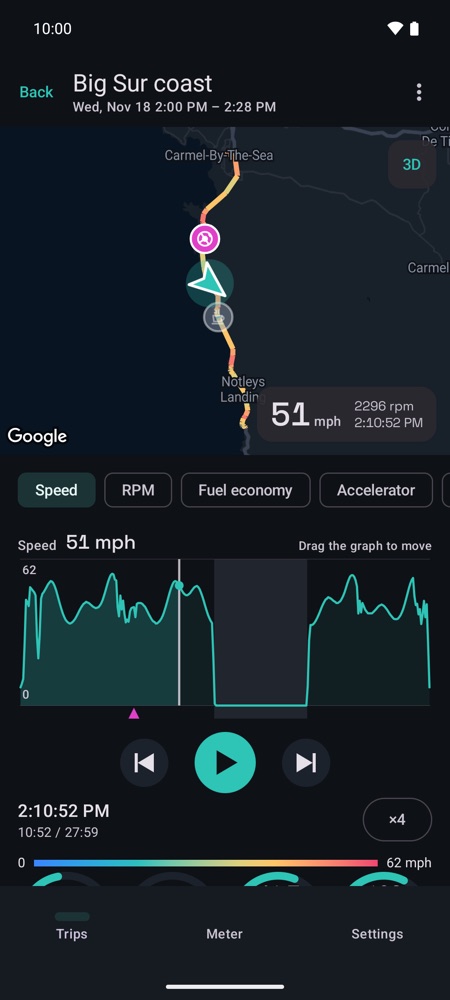 10:00
Back
Big Sur coast
Wed, Nov 18 2:00 PM – 2:28 PM
Carmel-By-The-Sea
De Ti
3D
Carmel
Notleys
Landin
51 mph
2296 rpm
2:10:52 PM
Google
Speed
RPM
Fuel economy
Accelerator
Speed 51 mph
Drag the graph to move
62
0
2:10:52 PM
10:52 / 27:59
×4
0
62 mph
Trips
Meter
Settings